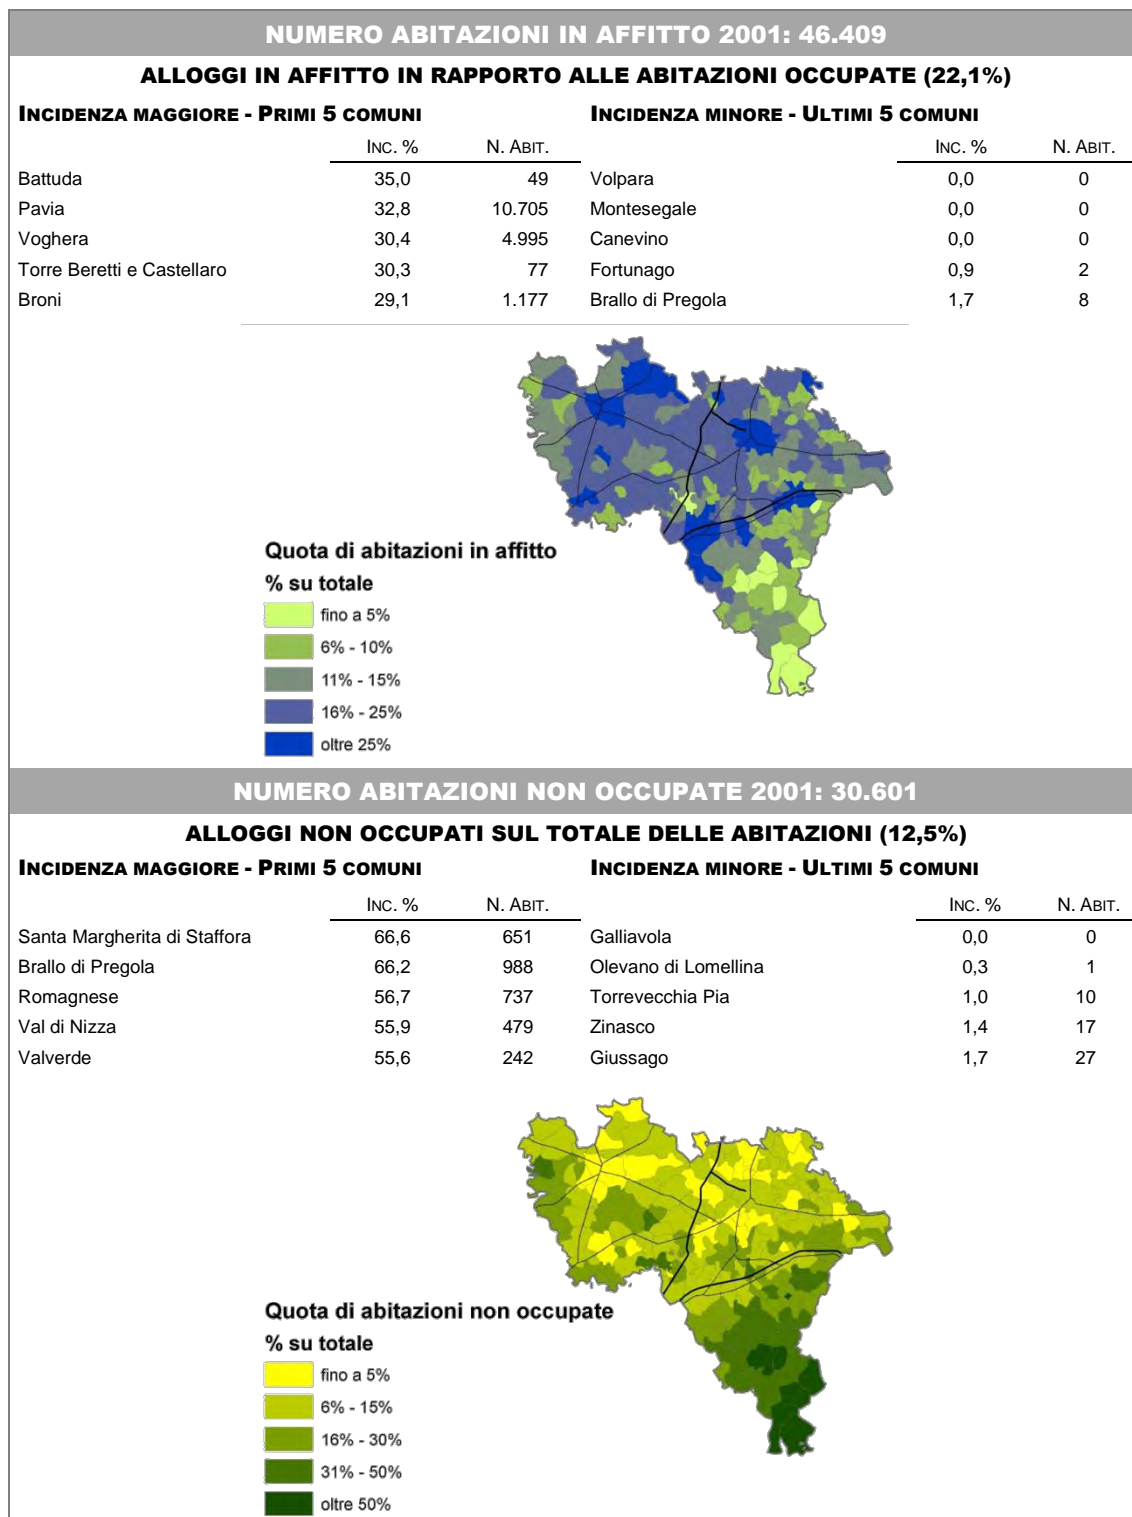 NUMERO ABITAZIONI IN AFFITTO 2001: 46.409
ALLOGGI IN AFFITTO IN RAPPORTO ALLE ABITAZIONI OCCUPATE (22,1%)
INCIDENZA MAGGIORE - PRIMI 5 COMUNI INCIDENZA MINORE - ULTIMI 5 COMUNI
INC. % N. ABIT. INC. % N. ABIT.
Battuda 35,0 49 Volpara 0,0 0
Pavia 32,8 10.705 Montesegale 0,0 0
Voghera 30,4 4.995 Canevino 0,0 0
Torre Beretti e Castellaro 30,3 77 Fortunago 0,9 2
Broni 29,1 1.177 Brallo di Pregola 1,7 8
Quota di abitazioni in affitto
% su totale
fino a 5%
6% - 10%
11% - 15%
16% - 25%
oltre 25%
NUMERO ABITAZIONI NON OCCUPATE 2001: 30.601
ALLOGGI NON OCCUPATI SUL TOTALE DELLE ABITAZIONI (12,5%)
INCIDENZA MAGGIORE - PRIMI 5 COMUNI INCIDENZA MINORE - ULTIMI 5 COMUNI
INC. % N. ABIT. INC. % N. ABIT.
Santa Margherita di Staffora 66,6 651 Galliavola 0,0 0
Brallo di Pregola 66,2 988 Olevano di Lomellina 0,3 1
Romagnese 56,7 737 Torrevecchia Pia 1,0 10
Val di Nizza 55,9 479 Zinasco 1,4 17
Valverde 55,6 242 Giussago 1,7 27
Quota di abitazioni non occupate
% su totale
fino a 5%
6% - 15%
16% - 30%
31% - 50%
oltre 50%